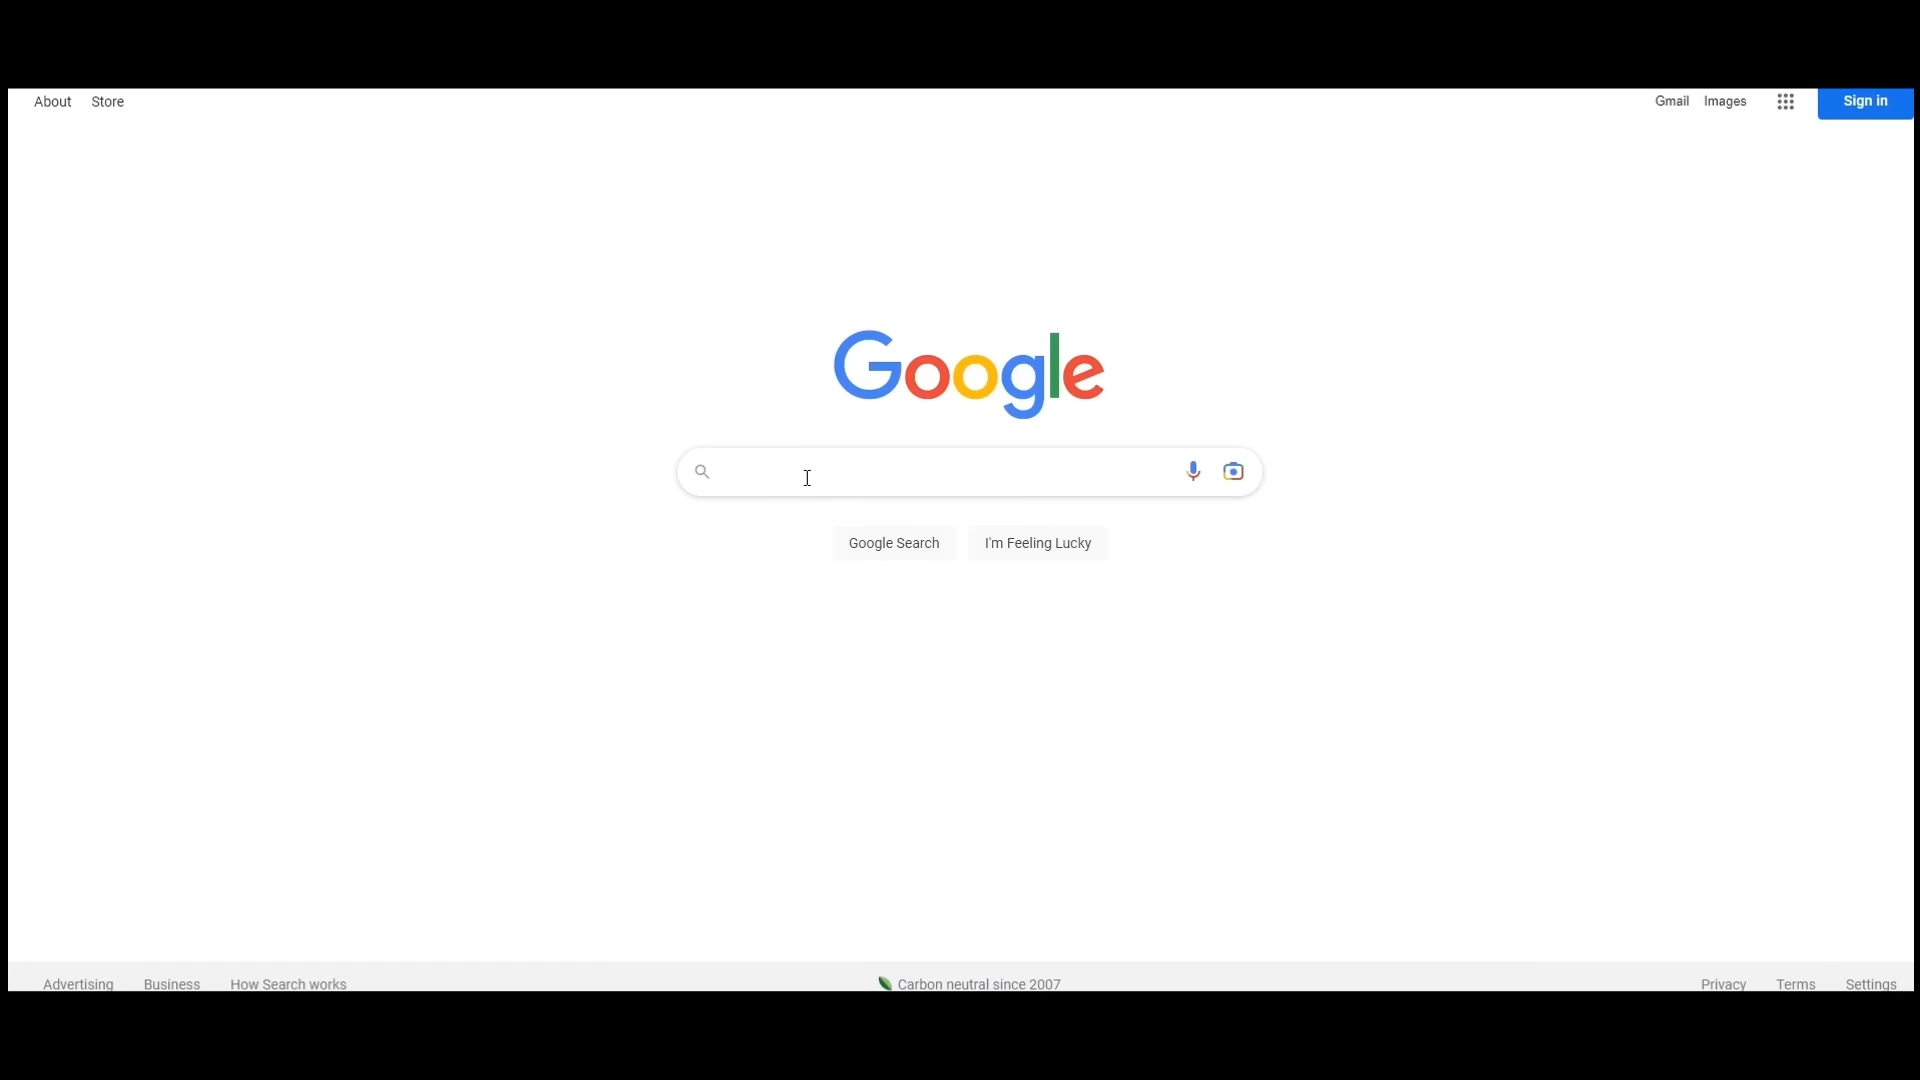 About Store
Gmail Images Sign in
Google
Google Search I'm Feeling Lucky
Advertising Business How Search works
Carbon neutral since 2007
Privacy Terms Settings